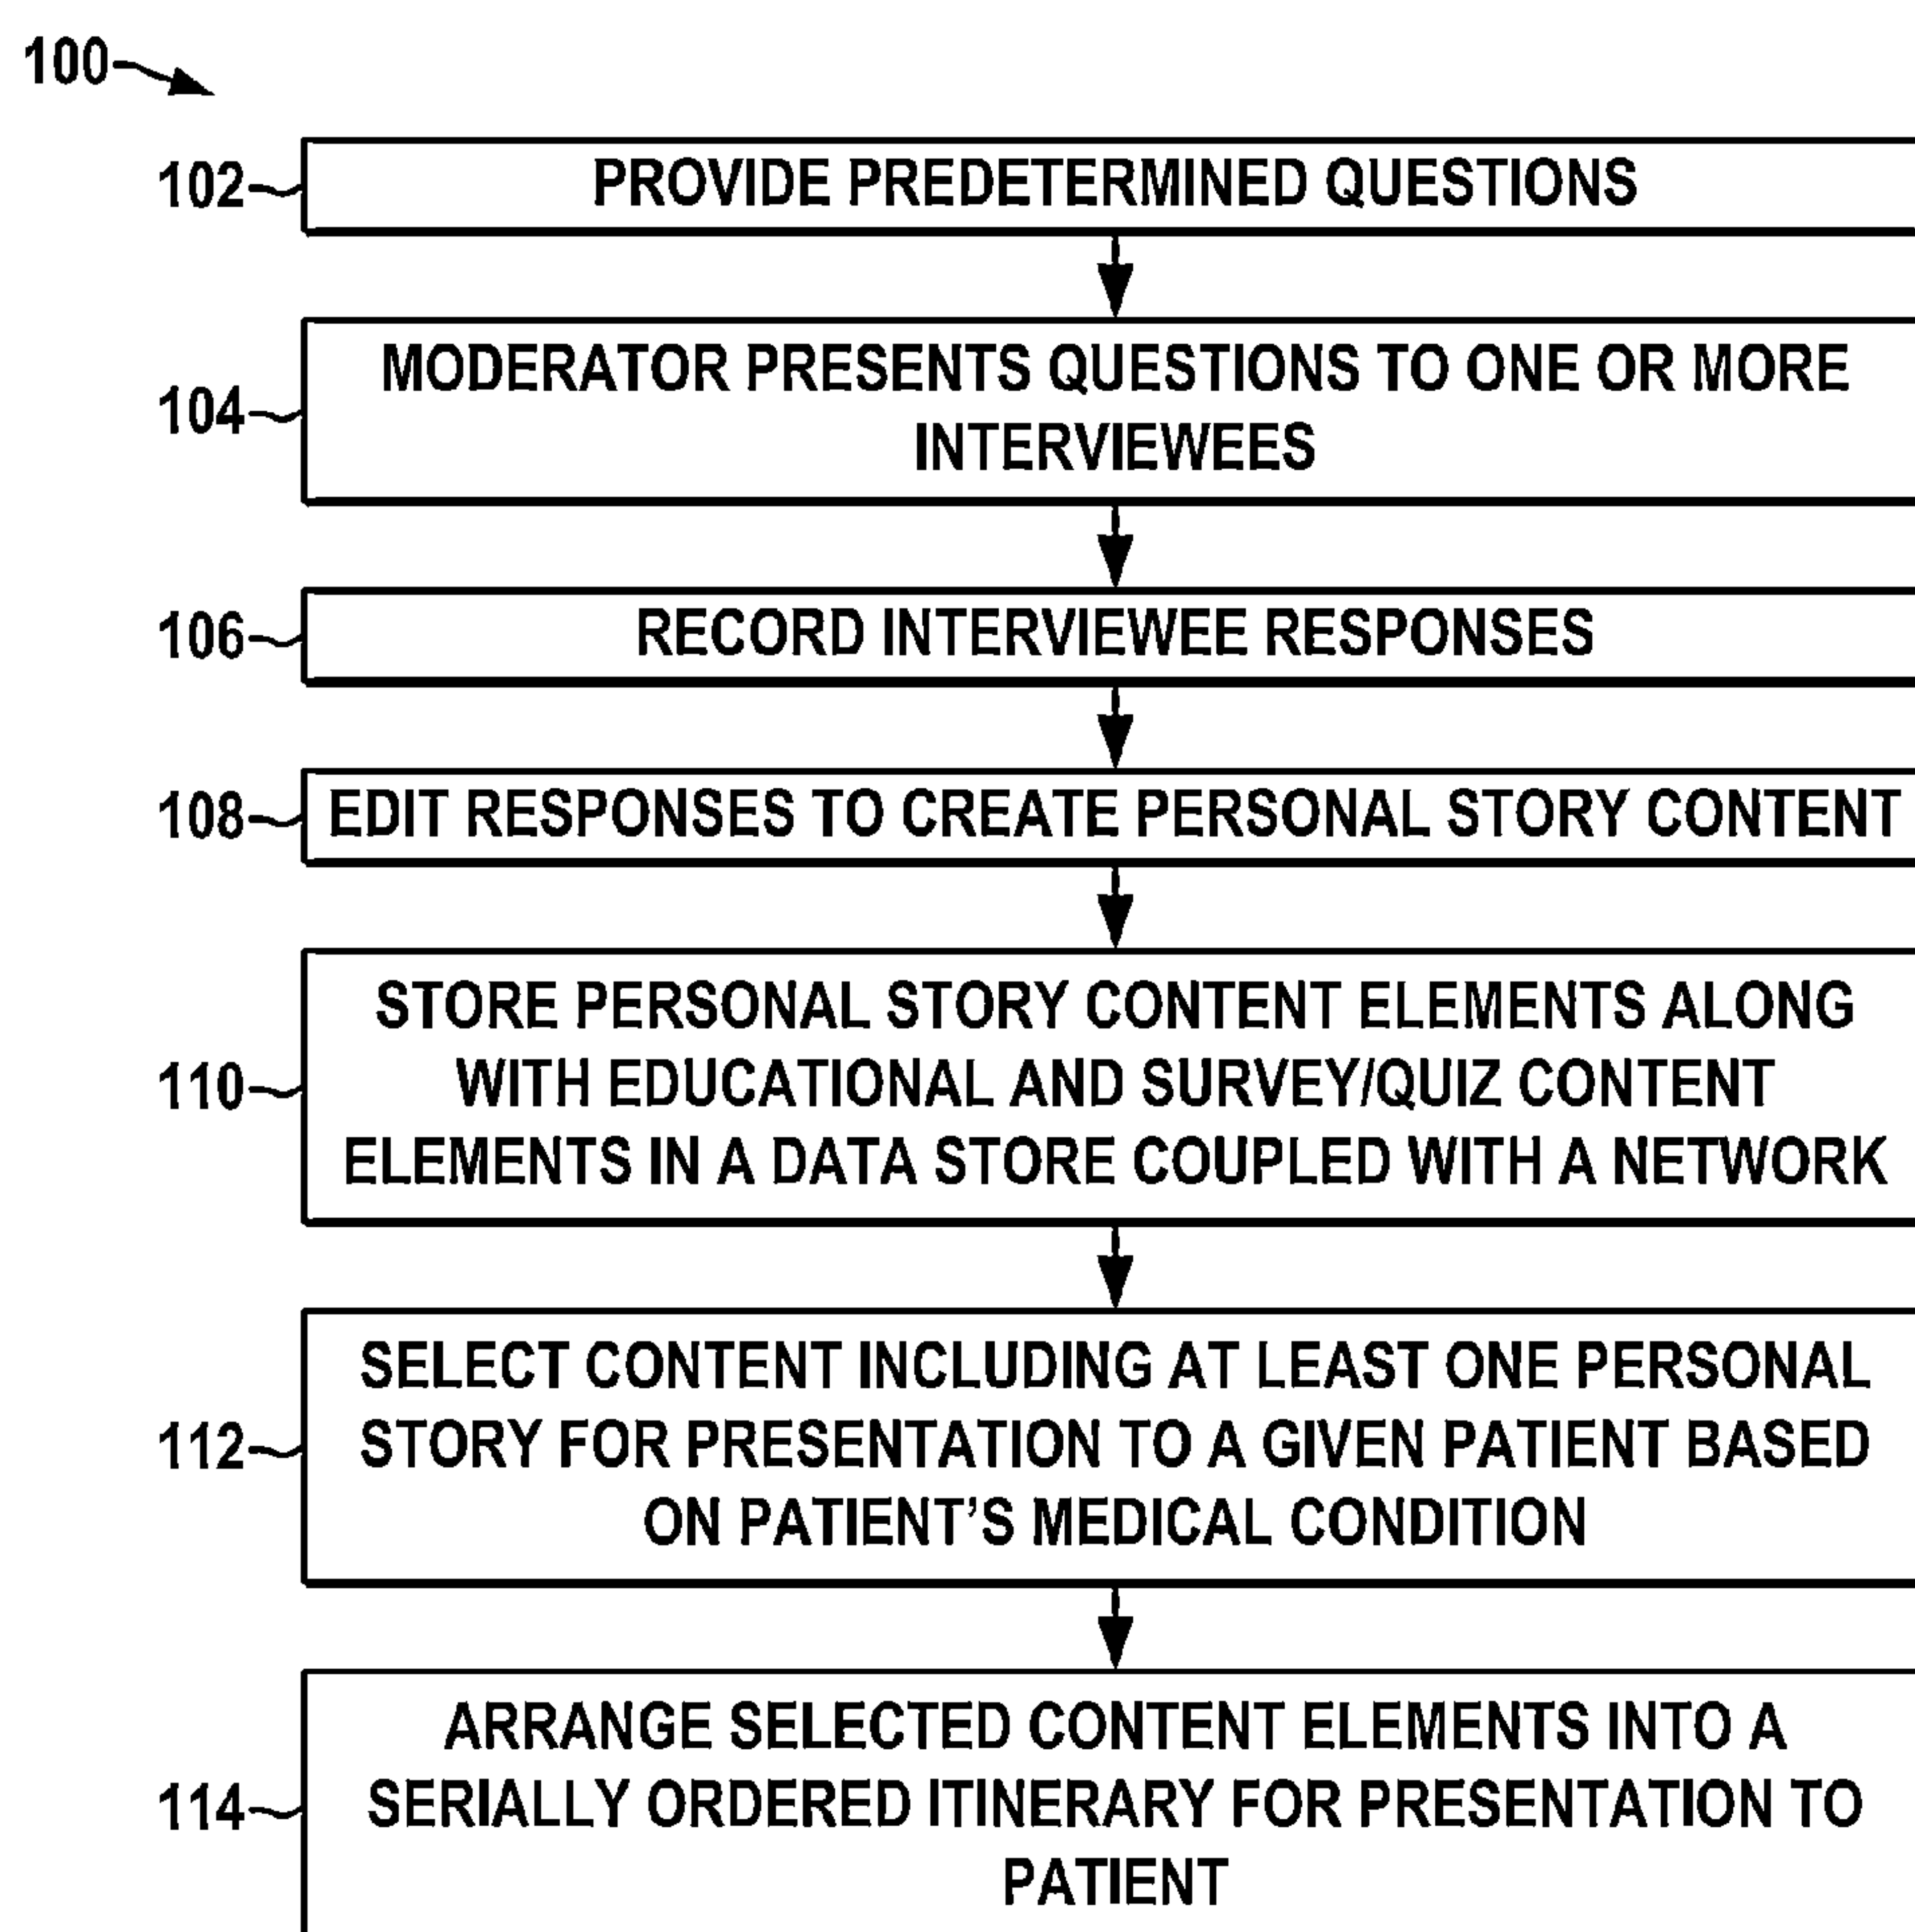 100
102
PROVIDE PREDETERMINED QUESTIONS
104
MODERATOR PRESENTS QUESTIONS TO ONE OR MORE
INTERVIEWEES
106
RECORD INTERVIEWEE RESPONSES
108
EDIT RESPONSES TO CREATE PERSONAL STORY CONTENT
110
STORE PERSONAL STORY CONTENT ELEMENTS ALONG
WITH EDUCATIONAL AND SURVEY/QUIZ CONTENT
ELEMENTS IN A DATA STORE COUPLED WITH A NETWORK
112
SELECT CONTENT INCLUDING AT LEAST ONE PERSONAL
STORY FOR PRESENTATION TO A GIVEN PATIENT BASED
ON PATIENT’S MEDICAL CONDITION
114
ARRANGE SELECTED CONTENT ELEMENTS INTO A
SERIALLY ORDERED ITINERARY FOR PRESENTATION TO
PATIENT